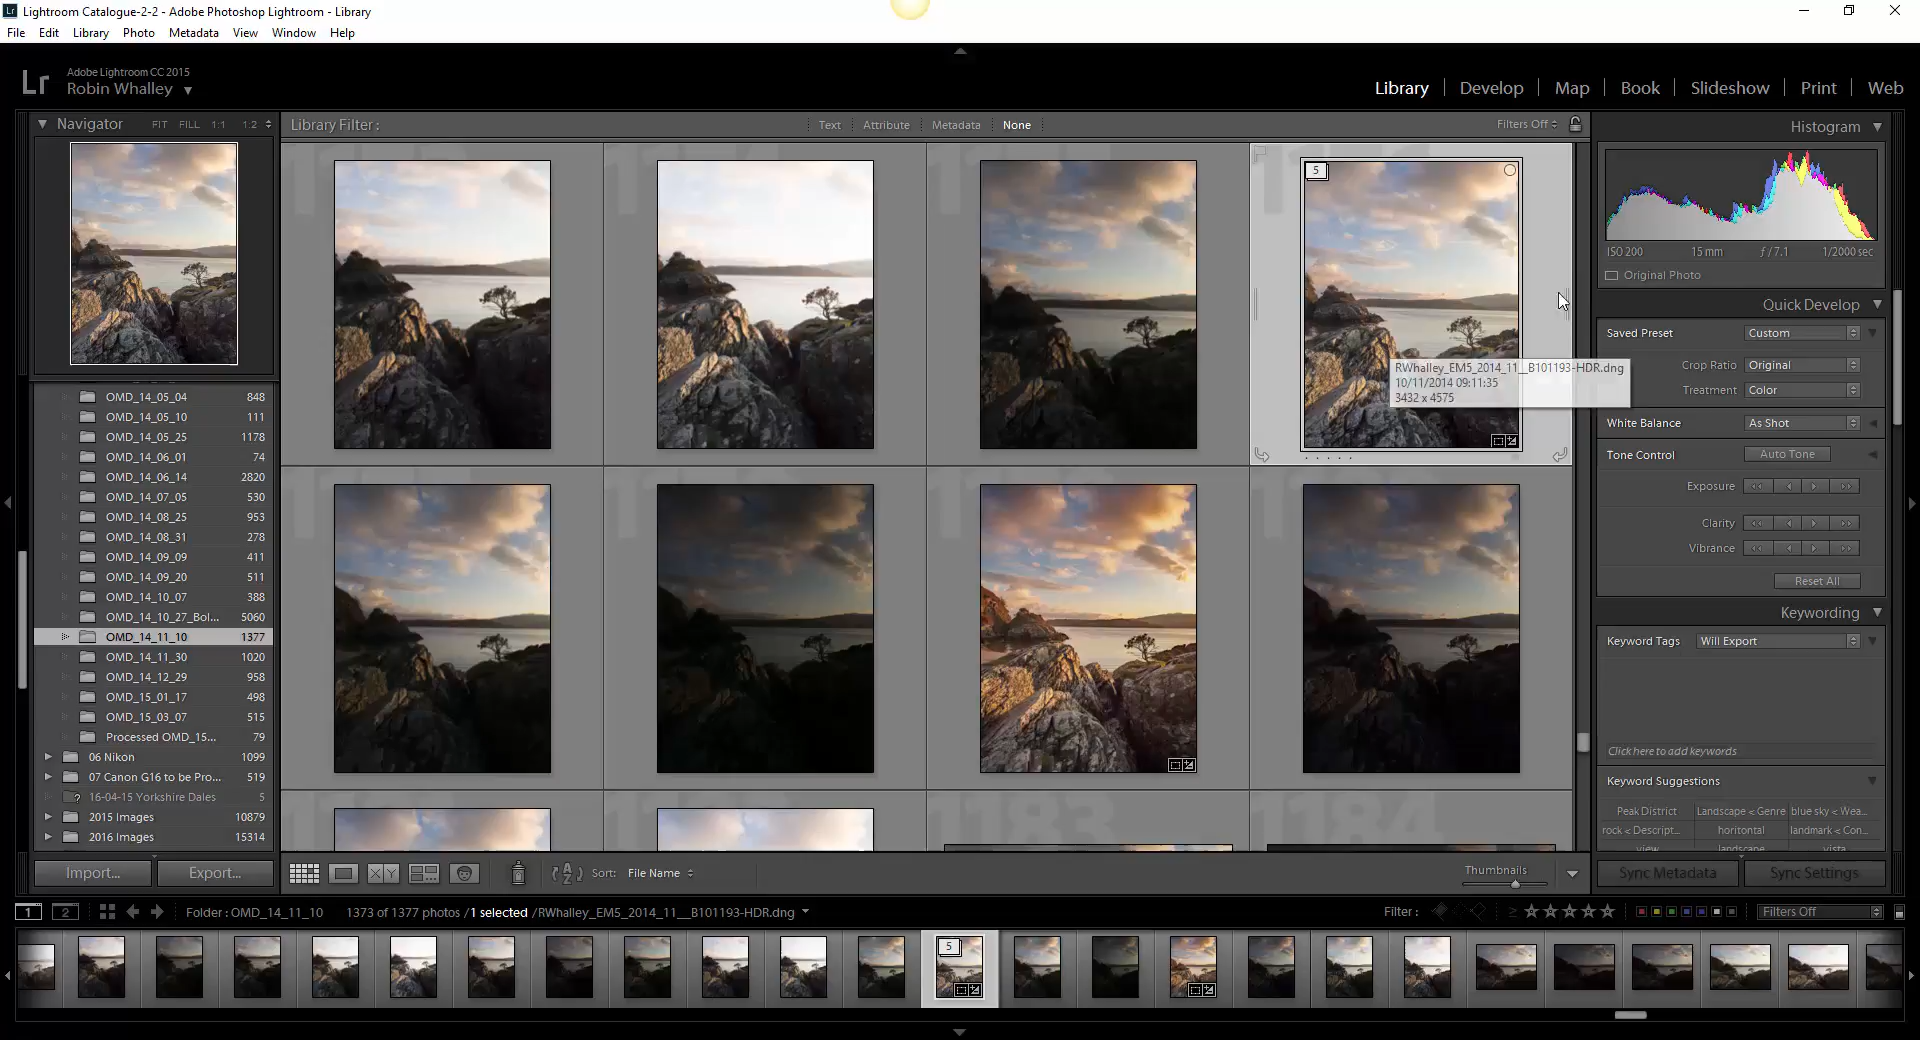 Lightroom Catalogue-2-2 - Adobe Photoshop Lightroom - Library
File Edit Library Photo Metadata View Window Help
Lr Adobe Lightroom CC 2015
Robin Whalley
Library Develop Map Book Slideshow Print Web
Navigator FIT FILL 1:1 1:2
Library Filter : Text Attribute Metadata None Filters Off
Histogram
5
ISO 200 15 mm ƒ / 7.1 1/2000 sec
Original Photo
Quick Develop
Saved Preset Custom
Crop Ratio Original
Treatment Color
White Balance As Shot
Tone Control Auto Tone
Exposure
Clarity
Vibrance
Reset All
RWhalley_EM5_2014_11__B101193-HDR.dng
10/11/2014 09:11:35
3432 x 4575
OMD_14_05_04 848
OMD_14_05_10 111
OMD_14_05_25 1178
OMD_14_06_01 74
OMD_14_06_14 2820
OMD_14_07_05 530
OMD_14_08_25 953
OMD_14_08_31 278
OMD_14_09_09 411
OMD_14_09_20 511
OMD_14_10_07 388
OMD_14_10_27_Bol... 5060
OMD_14_11_10 1377
OMD_14_11_30 1020
OMD_14_12_29 958
OMD_15_01_17 498
OMD_15_03_07 515
Processed OMD_15... 79
06 Nikon 1099
07 Canon G16 to be Pro... 519
16-04-15 Yorkshire Dales 5
2015 Images 10879
2016 Images 15314
Keywording
Keyword Tags Will Export
Click here to add keywords
Keyword Suggestions
Peak District Landscape < Genre blue sky < Wea...
rock < Descript... horitontal landmark < Con...
view landscape vista
1183 1184
Import... Export...
Sort: File Name
Thumbnails
Sync Metadata Sync Settings
1 2 Folder : OMD_14_11_10 1373 of 1377 photos / 1 selected / RWhalley_EM5_2014_11__B101193-HDR.dng
Filter : Filters Off
5